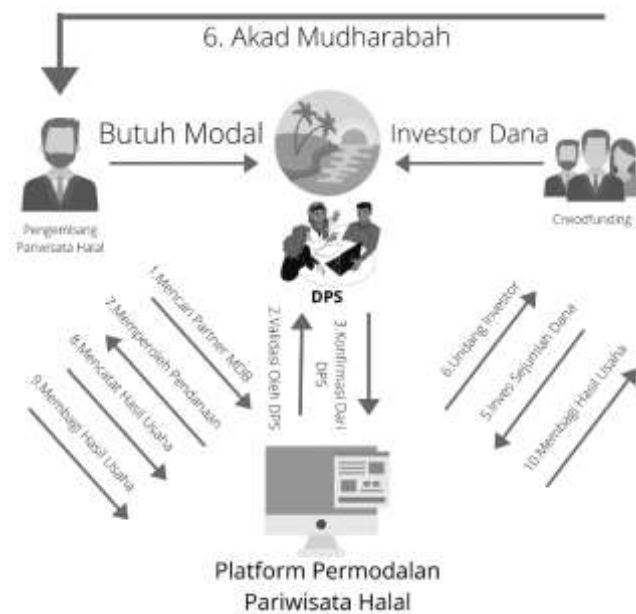 6. Akad Mudharabah
Butuh Modal
Investor Dana
Pengembang
Pariwisata Halal
Crwodfunding
DPS
1.Mencari Partner MDB
7.Memperoleh Pendanaan
8.Mencatat Hasil Usaha
9.Membagi Hasil Usaha
2.Validasi Oleh DPS
3.Konfirmasi Dari
DPS
6.Undang Investor
5.Inves Sejumlah Dana
10.Membagi Hasil Usaha
Platform Permodalan
Pariwisata Halal